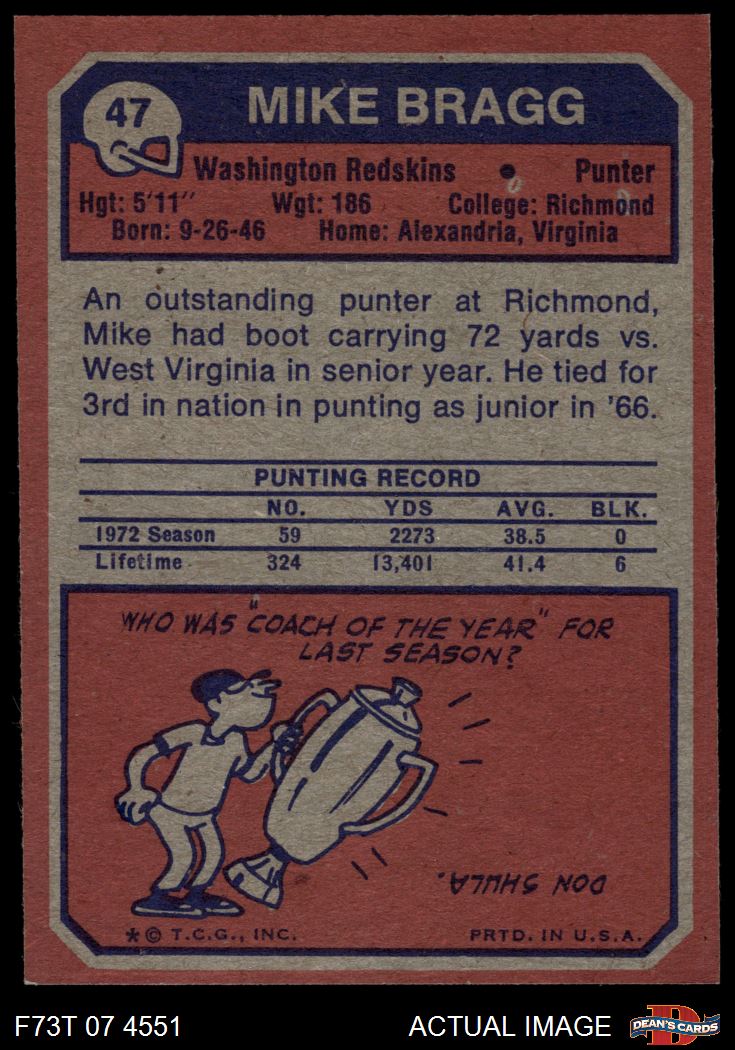 47
MIKE BRAGG
Washington Redskins • Punter
Hgt: 5'11" Wgt: 186 College: Richmond
Born: 9-26-46 Home: Alexandria, Virginia
An outstanding punter at Richmond,
Mike had boot carrying 72 yards vs.
West Virginia in senior year. He tied for
3rd in nation in punting as junior in '66.
PUNTING RECORD
NO. YDS AVG. BLK.
1972 Season 59 2273 38.5 0
Lifetime 324 13,401 41.4 6
WHO WAS "COACH OF THE YEAR" FOR
LAST SEASON?
DON SHULA.
* © T.C.G., INC. PRTD. IN U.S.A.
F73T 07 4551 ACTUAL IMAGE D DEAN'S CARDS